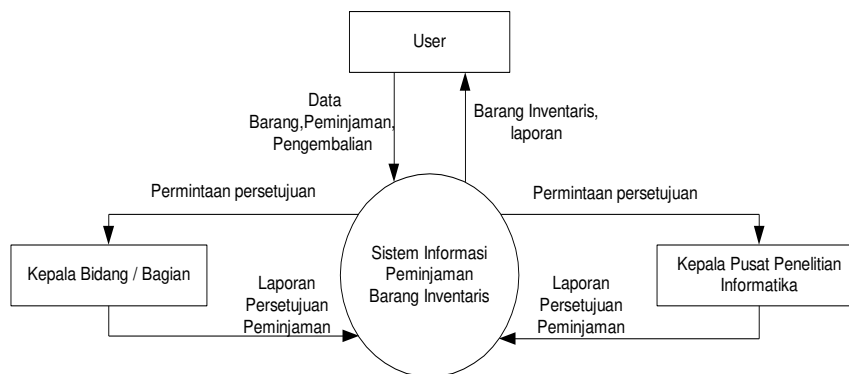 User
Data
Barang,Peminjaman,
Pengembalian
Barang Inventaris,
laporan
Permintaan persetujuan
Permintaan persetujuan
Kepala Bidang / Bagian
Sistem Informasi
Peminjaman
Barang Inventaris
Kepala Pusat Penelitian
Informatika
Laporan
Persetujuan
Peminjaman
Laporan
Persetujuan
Peminjaman